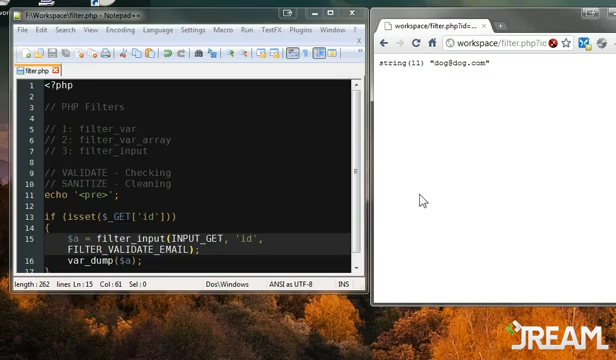 F:\Workspace\filter.php - Notepad++
File Edit Search View Encoding Language Settings Macro Run TextFX Plugins Window ?
X
filter.php
1 <?php
2
3 // PHP Filters
4
5 // 1: filter_var
6 // 2: filter_var_array
7 // 3: filter_input
8
9 // VALIDATE - Checking
10 // SANITIZE - Cleaning
11 echo '<pre>';
12
13 if (isset($_GET['id']))
14 {
15 $a = filter_input(INPUT_GET, 'id',
FILTER_VALIDATE_EMAIL);
16 var_dump($a);
17 }
length : 262 lines Ln : 15 Col : 61 Sel : 0 Dos\Windows ANSI as UTF-8 INS
workspace/filter.php?id=...
workspace/filter.php?id
string(11) "dog@dog.com"
JREAM